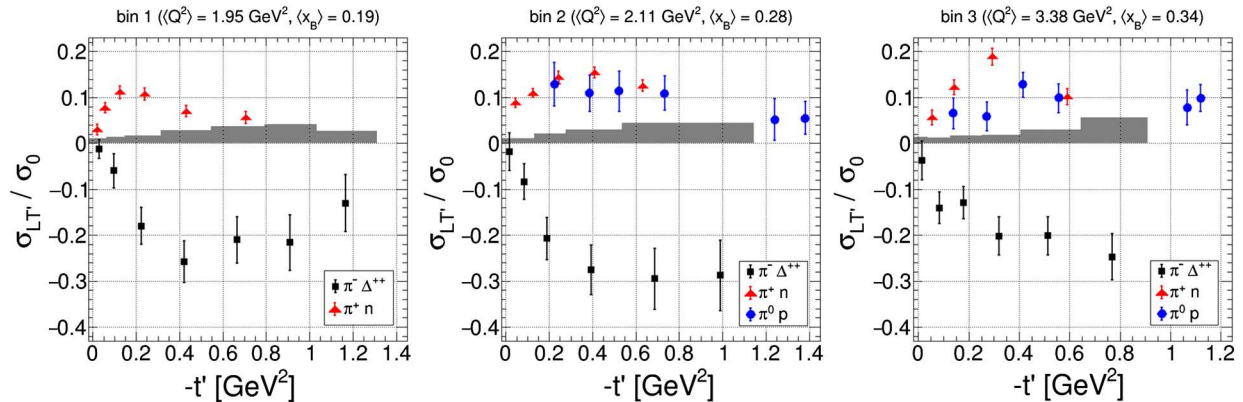 bin 1 (⟨Q²⟩ = 1.95 GeV², ⟨x_B⟩ = 0.19)
σ_LT' / σ_0
0.2
0.1
0
−0.1
−0.2
−0.3
−0.4
π⁻ Δ⁺⁺
π⁺ n
0 0.2 0.4 0.6 0.8 1 1.2 1.4
-t' [GeV²]
bin 2 (⟨Q²⟩ = 2.11 GeV², ⟨x_B⟩ = 0.28)
σ_LT' / σ_0
0.2
0.1
0
−0.1
−0.2
−0.3
−0.4
π⁻ Δ⁺⁺
π⁺ n
π⁰ p
0 0.2 0.4 0.6 0.8 1 1.2 1.4
-t' [GeV²]
bin 3 (⟨Q²⟩ = 3.38 GeV², ⟨x_B⟩ = 0.34)
σ_LT' / σ_0
0.2
0.1
0
−0.1
−0.2
−0.3
−0.4
π⁻ Δ⁺⁺
π⁺ n
π⁰ p
0 0.2 0.4 0.6 0.8 1 1.2
-t' [GeV²]